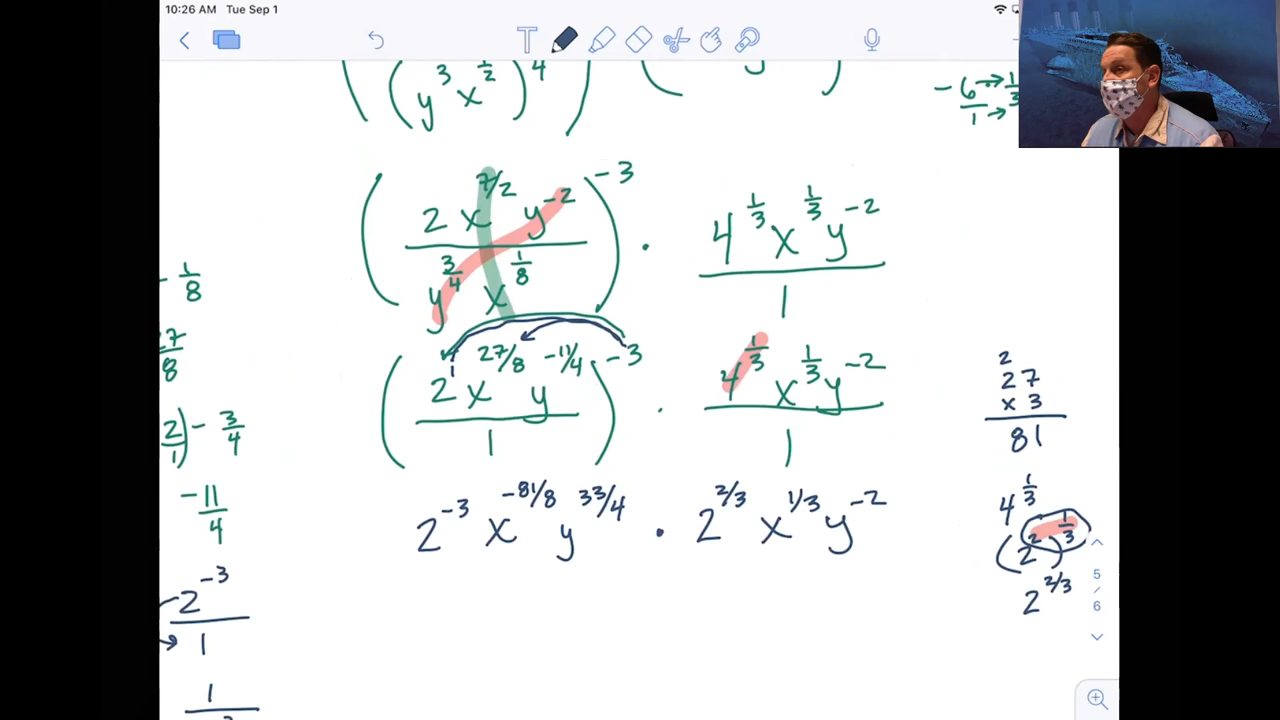 10:26 AM Tue Sep 1
T
(y^3 x^{1/2})^4
y
-6/1 → 1/3
(2x^{7/2} y^{-2} / y^{3/4} x^{1/8})^{-3} · 4^{1/3} x^{1/3} y^{-2} / 1
- 1/8
27/8
(2x^{27/8} y^{-11/4} / 1)^{-3} · 4^{1/3} x^{1/3} y^{-2} / 1
2
27
x 3
81
2/1) - 3/4
-11/4
2^{-3} x^{-81/8} y^{33/4} · 2^{2/3} x^{1/3} y^{-2}
4^{1/3}
(2^2)^{1/3}
2^{2/3}
2^{-3} / 1
1
5
/
6